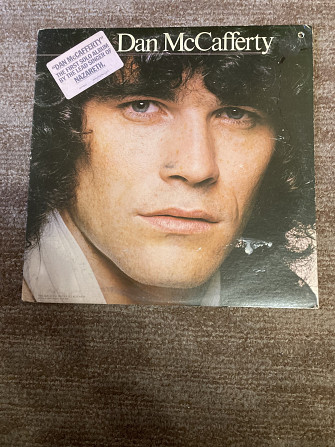 Dan McCafferty
"DAN McCAFFERTY"
THE FIRST SOLO ALBUM
BY THE LEAD SINGER OF
NAZARETH.